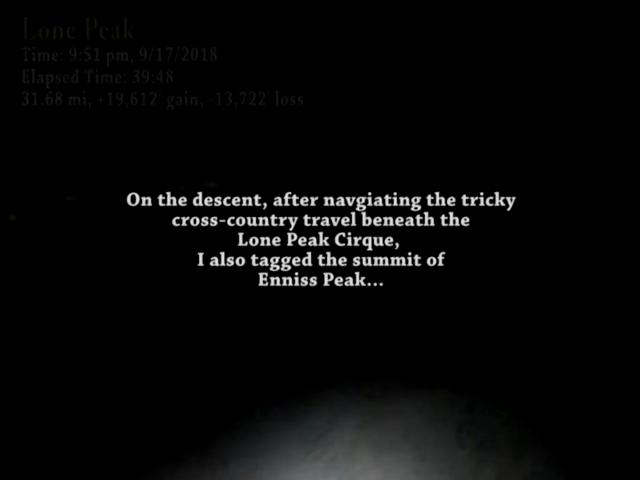 Lone Peak
Time: 9:51 pm, 9/17/2018
Elapsed Time: 39:48
31.68 mi, +19,612' gain, -13,722' loss
On the descent, after navgiating the tricky
cross-country travel beneath the
Lone Peak Cirque,
I also tagged the summit of
Enniss Peak...